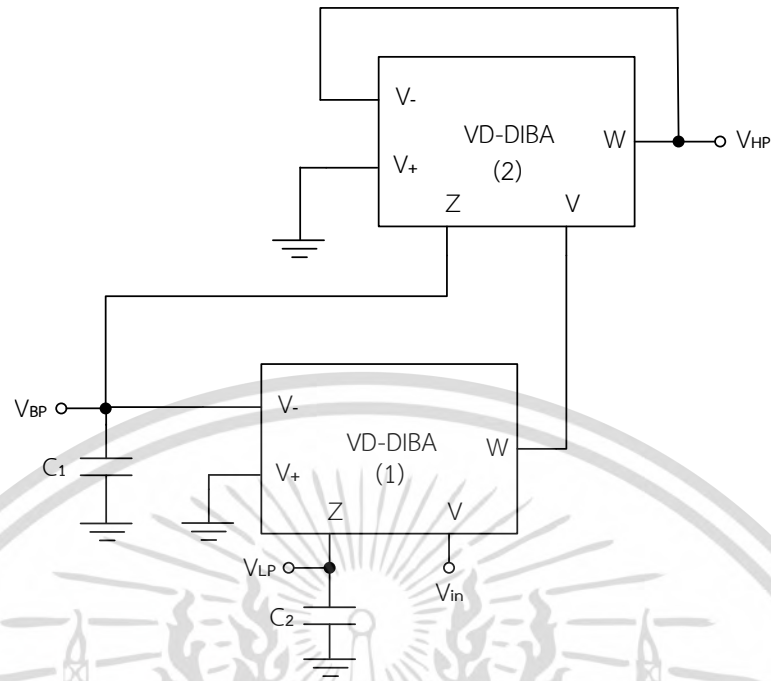 V-
VD-DIBA
W
VHP
V+
(2)
Z V
VBP
V-
VD-DIBA
W
C1
V+
(1)
Z V
VLP
Vin
C2